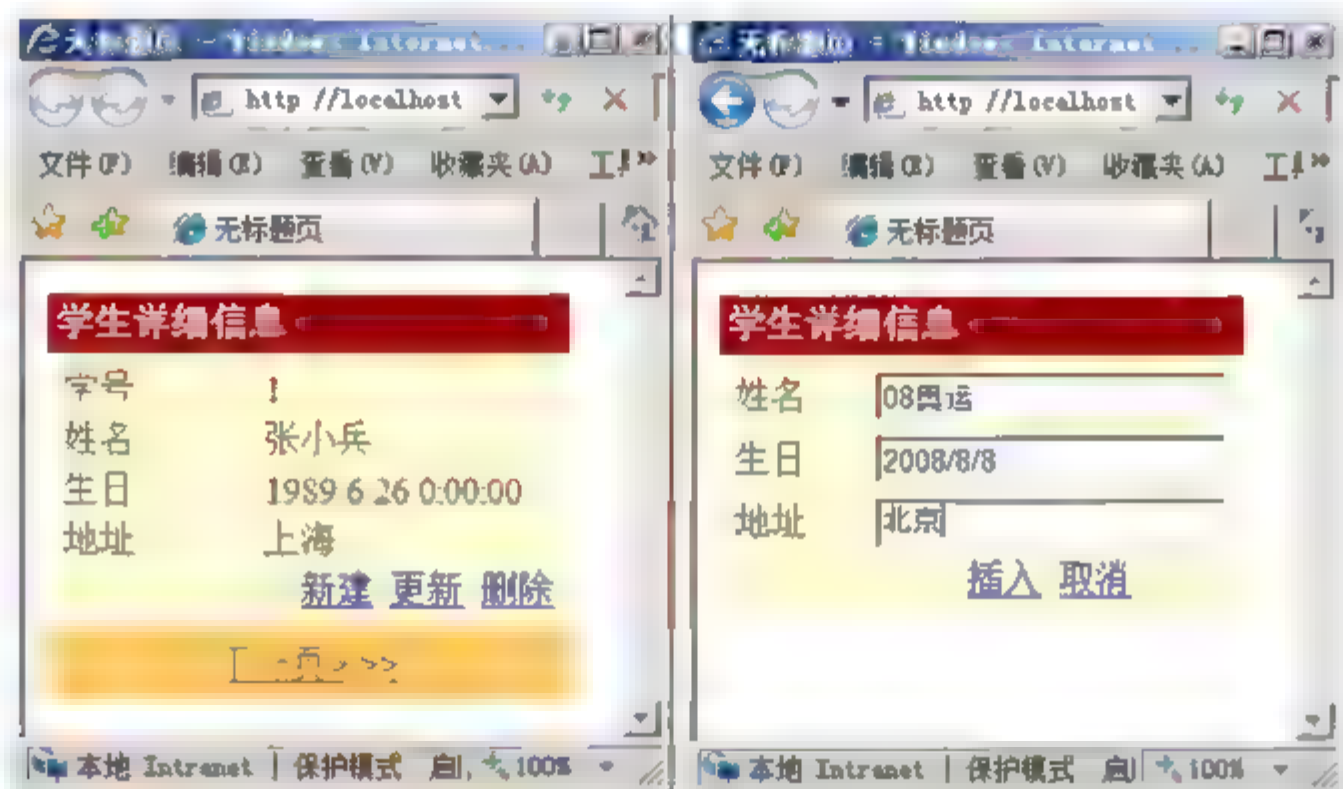 http //localhost
文件(F) 编辑(E) 查看(V) 收藏夹(A)
无标题页
学生详细信息
学号 1
姓名 张小兵
生日 1989 6 26 0:00:00
地址 上海
新建 更新 删除
本地 Intranet | 保护模式 100%
http //localhost
文件(F) 编辑(E) 查看(V) 收藏夹(A)
无标题页
学生详细信息
姓名 08奥运
生日 2008/8/8
地址 北京
插入 取消
本地 Intranet | 保护模式 100%